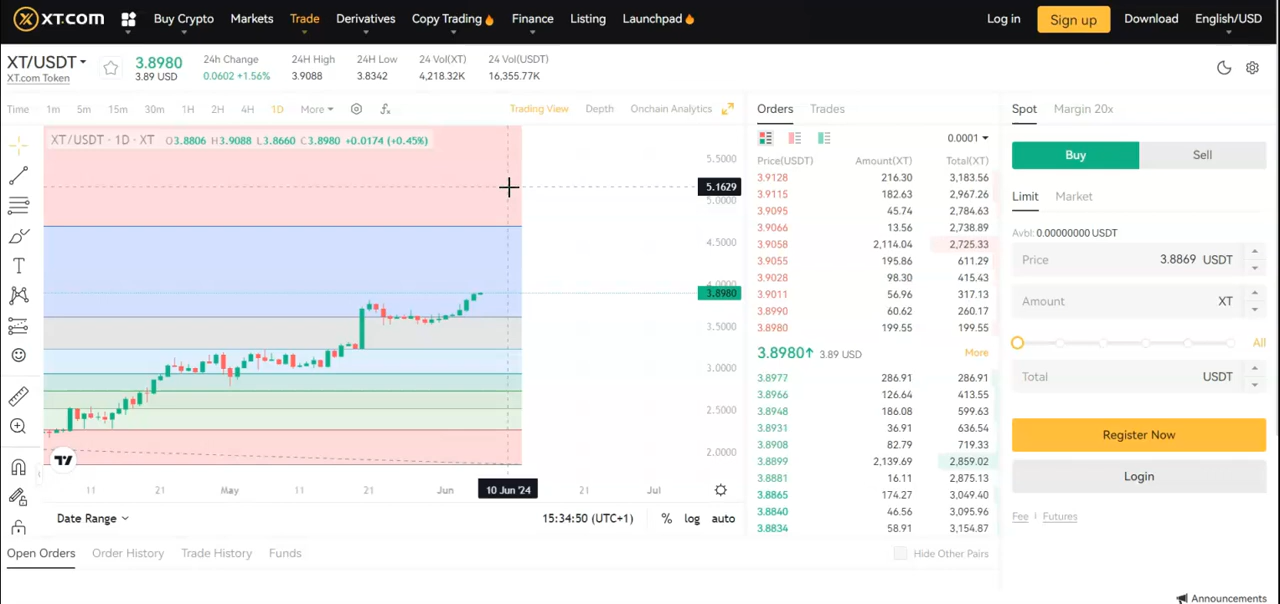 XT.COM Buy Crypto Markets Trade Derivatives Copy Trading Finance Listing Launchpad Log in Sign up Download English/USD
XT/USDT 3.8980 24h Change 24H High 24H Low 24 Vol(XT) 24 Vol(USDT)
XT.com Token 3.89 USD 0.0602 +1.56% 3.9088 3.8342 4,218.32K 16,355.77K
Time 1m 5m 15m 30m 1H 2H 4H 1D More Trading View Depth Onchain Analytics
XT/USDT · 1D · XT O3.8806 H3.9088 L3.8660 C3.8980 +0.0174 (+0.45%)
5.5000
5.1629
5.0000
4.5000
3.8980
3.5000
3.0000
2.5000
2.0000
11 21 May 11 21 Jun 10 Jun '24 21 Jul
Date Range 15:34:50 (UTC+1) % log auto
Orders Trades
0.0001
Price(USDT) Amount(XT) Total(XT)
3.9128 216.30 3,183.56
3.9115 182.63 2,967.26
3.9095 45.74 2,784.63
3.9066 13.56 2,738.89
3.9058 2,114.04 2,725.33
3.9055 195.86 611.29
3.9028 98.30 415.43
3.9011 56.96 317.13
3.8990 60.62 260.17
3.8980 199.55 199.55
3.8980↑ 3.89 USD More
3.8977 286.91 286.91
3.8966 126.64 413.55
3.8948 186.08 599.63
3.8931 36.91 636.54
3.8908 82.79 719.33
3.8899 2,139.69 2,859.02
3.8881 16.11 2,875.13
3.8865 174.27 3,049.40
3.8840 46.56 3,095.96
3.8834 58.91 3,154.87
Spot Margin 20x
Buy Sell
Limit Market
Avbl: 0.00000000 USDT
Price 3.8869 USDT
Amount XT
All
Total USDT
Register Now
Login
Fee Futures
Open Orders Order History Trade History Funds Hide Other Pairs
Announcements